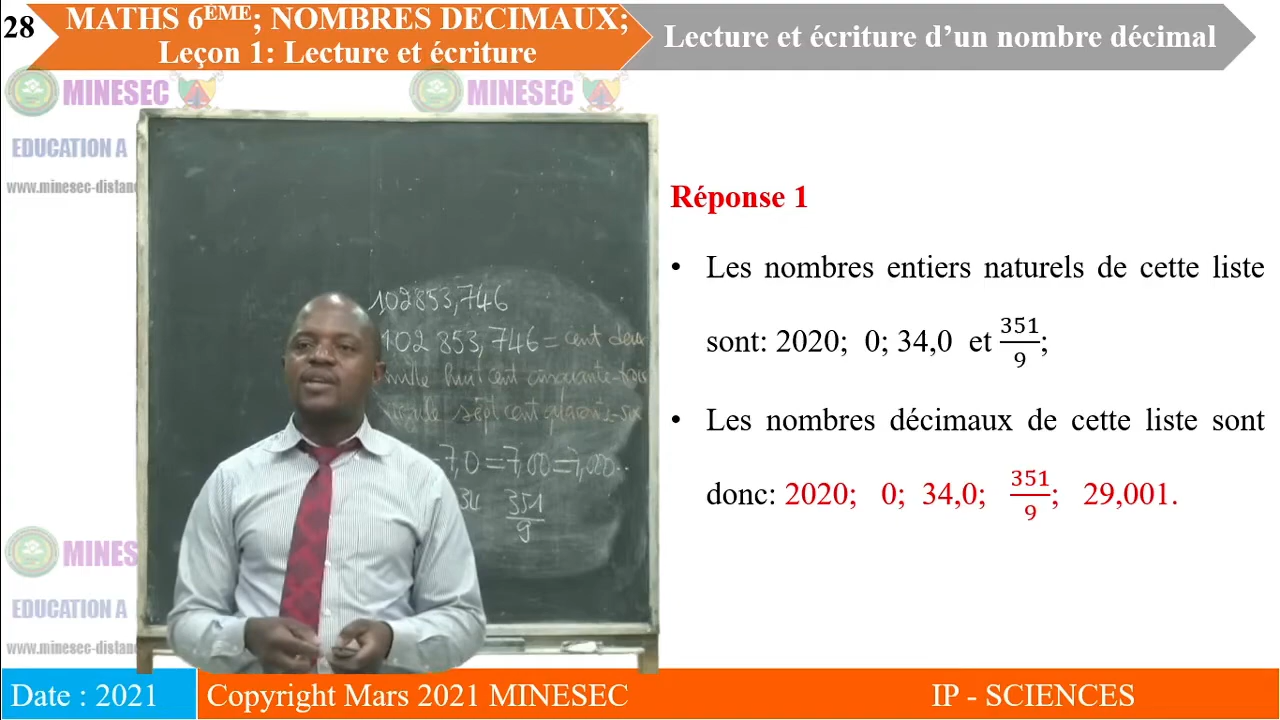 28
MATHS 6EME; NOMBRES DECIMAUX;
Leçon 1: Lecture et écriture
Lecture et écriture d’un nombre décimal
MINESEC
MINESEC
EDUCATION A
www.minesec-distan
Réponse 1
• Les nombres entiers naturels de cette liste
sont: 2020; 0; 34,0 et 351/9;
• Les nombres décimaux de cette liste sont
donc: 2020; 0; 34,0; 351/9; 29,001.
102853,746
102 853,746 = cent deux
mille huit cent cinquante-trois
virgule sept cent quarante-six
7,0 = 7,00 = 7,000...
34 351/9
MINES
EDUCATION A
www.minesec-distan
Date : 2021
Copyright Mars 2021 MINESEC
IP - SCIENCES